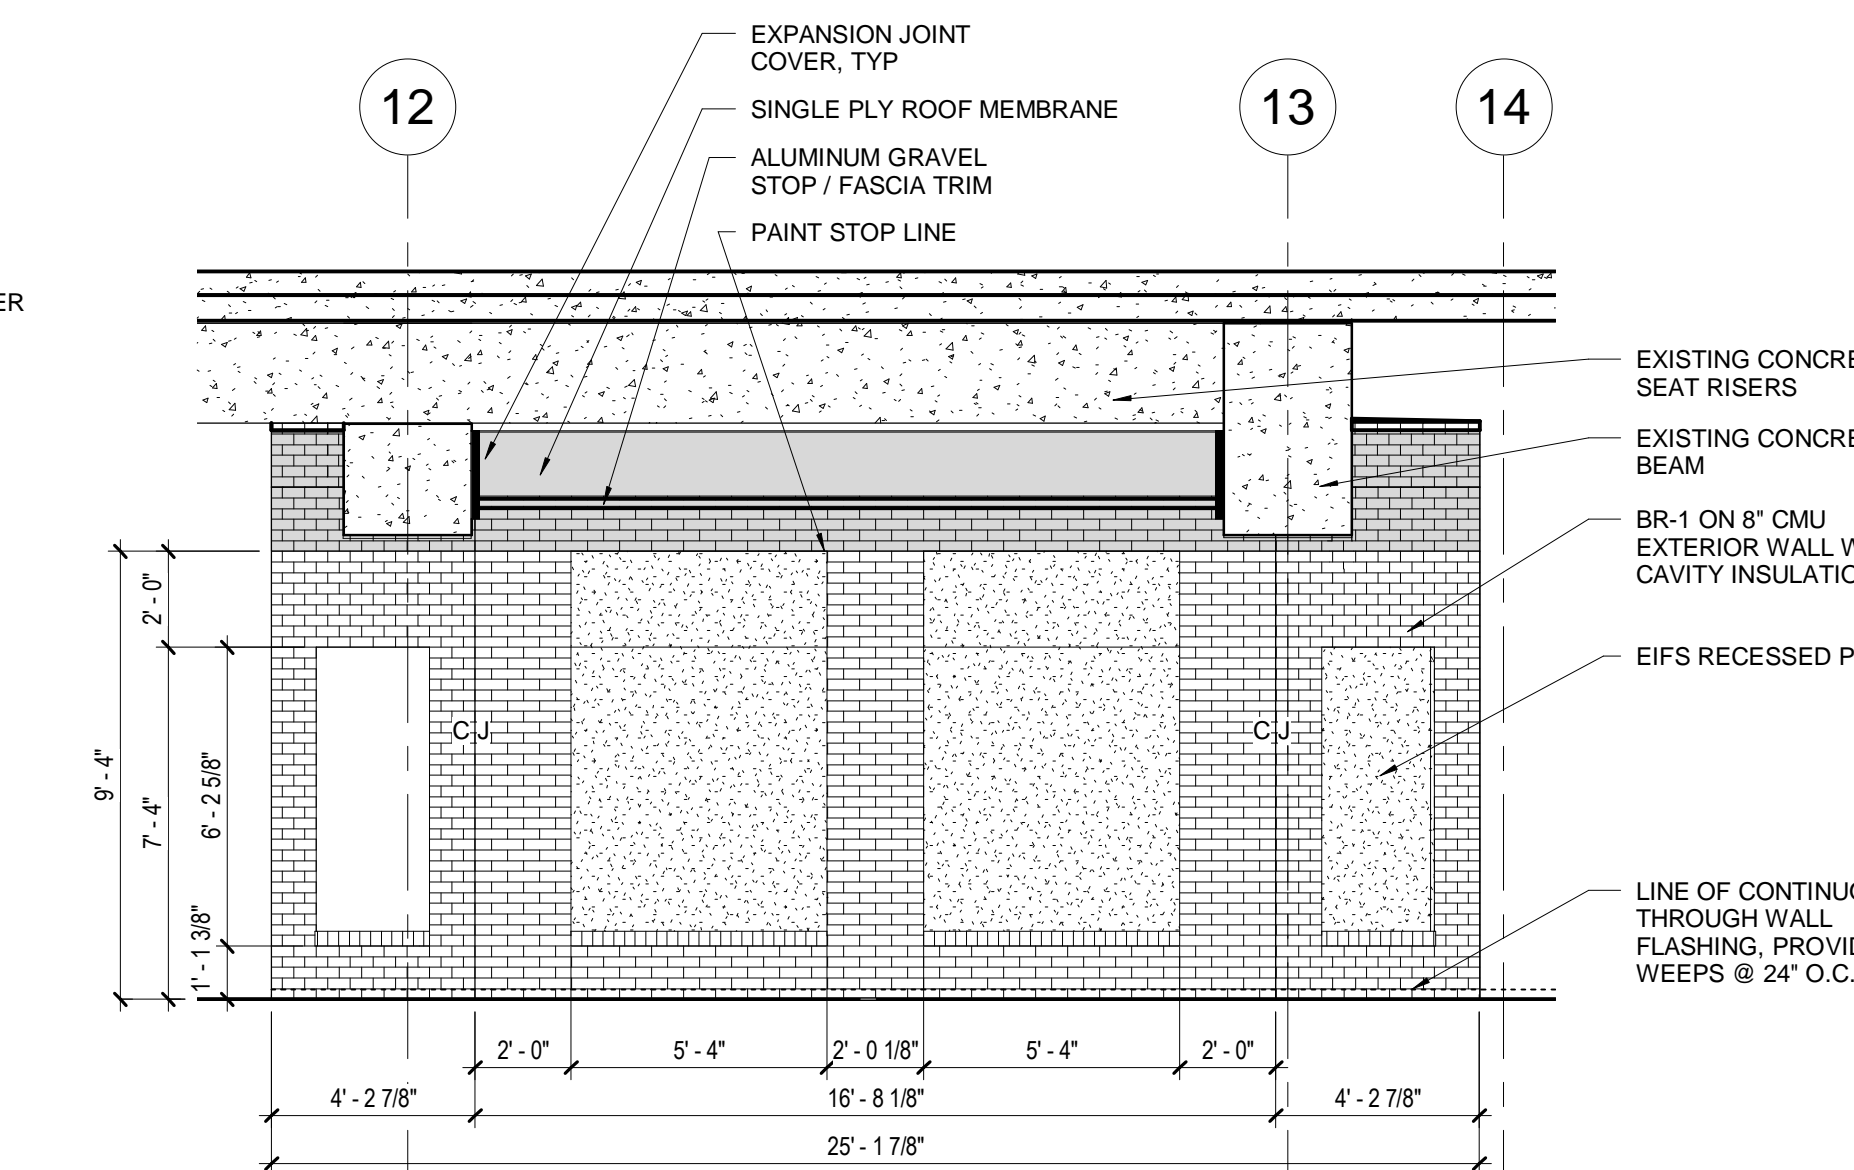 EXPANSION JOINT
COVER, TYP
12
13
14
SINGLE PLY ROOF MEMBRANE
ALUMINUM GRAVEL
STOP / FASCIA TRIM
PAINT STOP LINE
ER
EXISTING CONCRE
SEAT RISERS
EXISTING CONCRE
BEAM
BR-1 ON 8" CMU
EXTERIOR WALL W
CAVITY INSULATIO
EIFS RECESSED P
C J
C J
2' - 0"
9' - 4"
7' - 4"
6' - 2 5/8"
1' - 1 3/8"
LINE OF CONTINUO
THROUGH WALL
FLASHING, PROVID
WEEPS @ 24" O.C.
2' - 0"
5' - 4"
2' - 0 1/8"
5' - 4"
2' - 0"
4' - 2 7/8"
16' - 8 1/8"
4' - 2 7/8"
25' - 1 7/8"